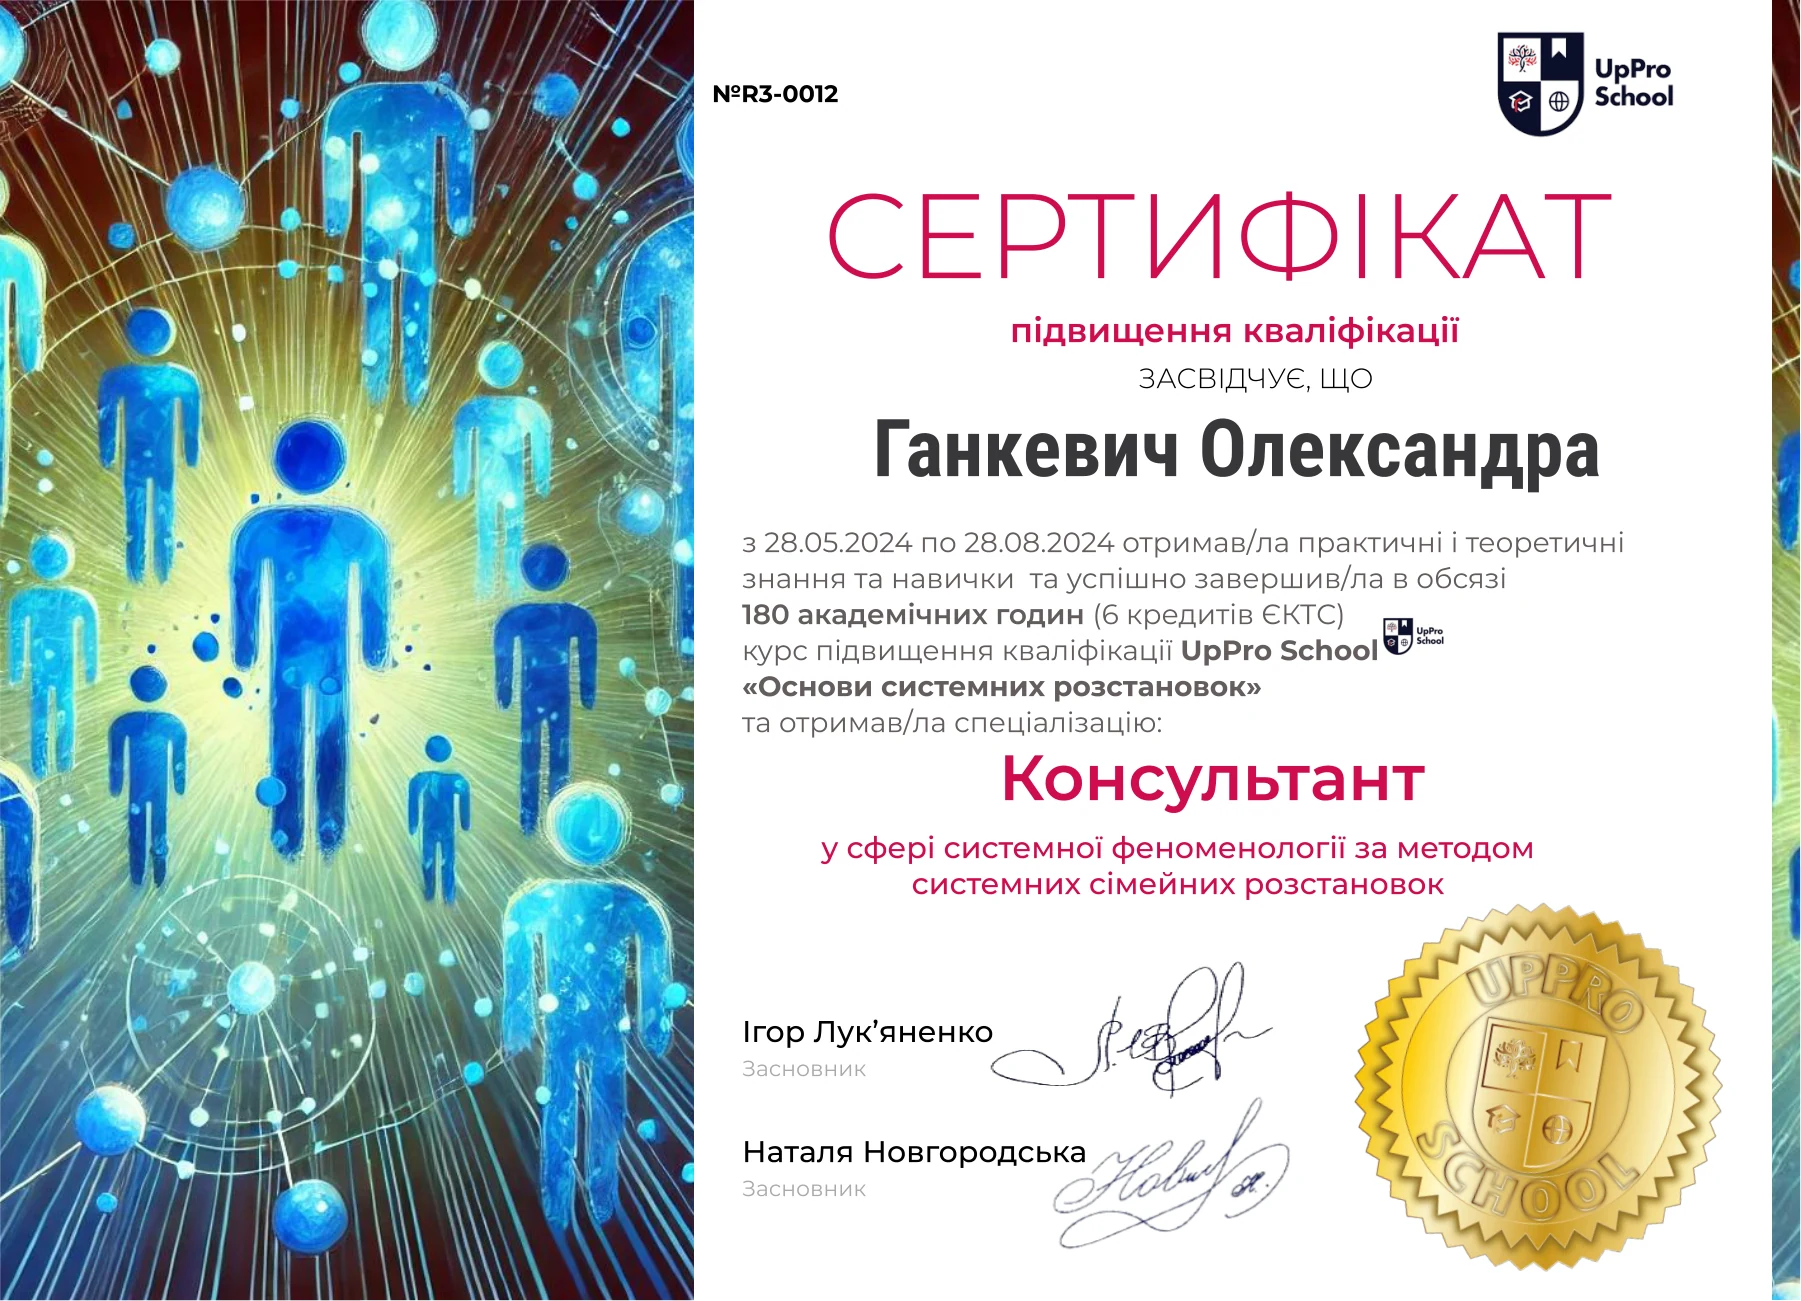 №R3-0012
UpPro
School
СЕРТИФІКАТ
підвищення кваліфікації
ЗАСВІДЧУЄ, ЩО
Ганкевич Олександра
з 28.05.2024 по 28.08.2024 отримав/ла практичні і теоретичні
знання та навички та успішно завершив/ла в обсязі
180 академічних годин (6 кредитів ЄКТС)
курс підвищення кваліфікації UpPro School UpPro School
«Основи системних розстановок»
та отримав/ла спеціалізацію:
Консультант
у сфері системної феноменології за методом
системних сімейних розстановок
Ігор Лук’яненко
Засновник
Наталя Новгородська
Засновник
UPPRO
SCHOOL